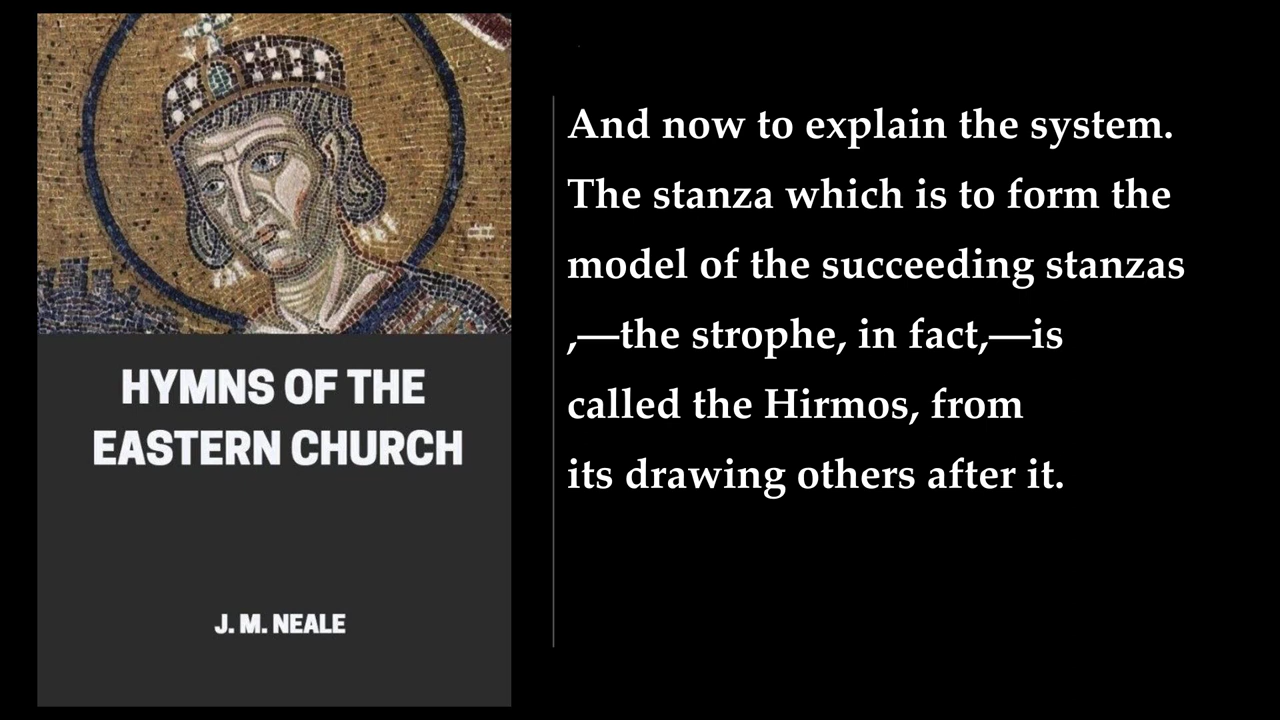 HYMNS OF THE
EASTERN CHURCH
J. M. NEALE
And now to explain the system.
The stanza which is to form the
model of the succeeding stanzas
,—the strophe, in fact,—is
called the Hirmos, from
its drawing others after it.